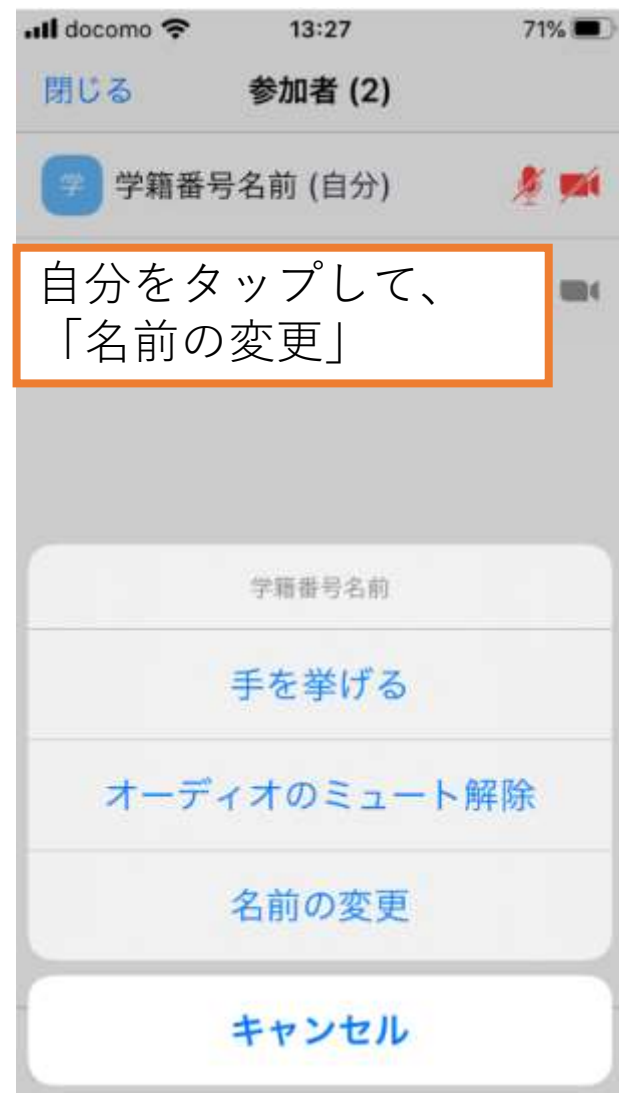 docomo 13:27 71%
閉じる 参加者 (2)
学 学籍番号名前 (自分)
自分をタップして、
「名前の変更」
学籍番号名前
手を挙げる
オーディオのミュート解除
名前の変更
キャンセル